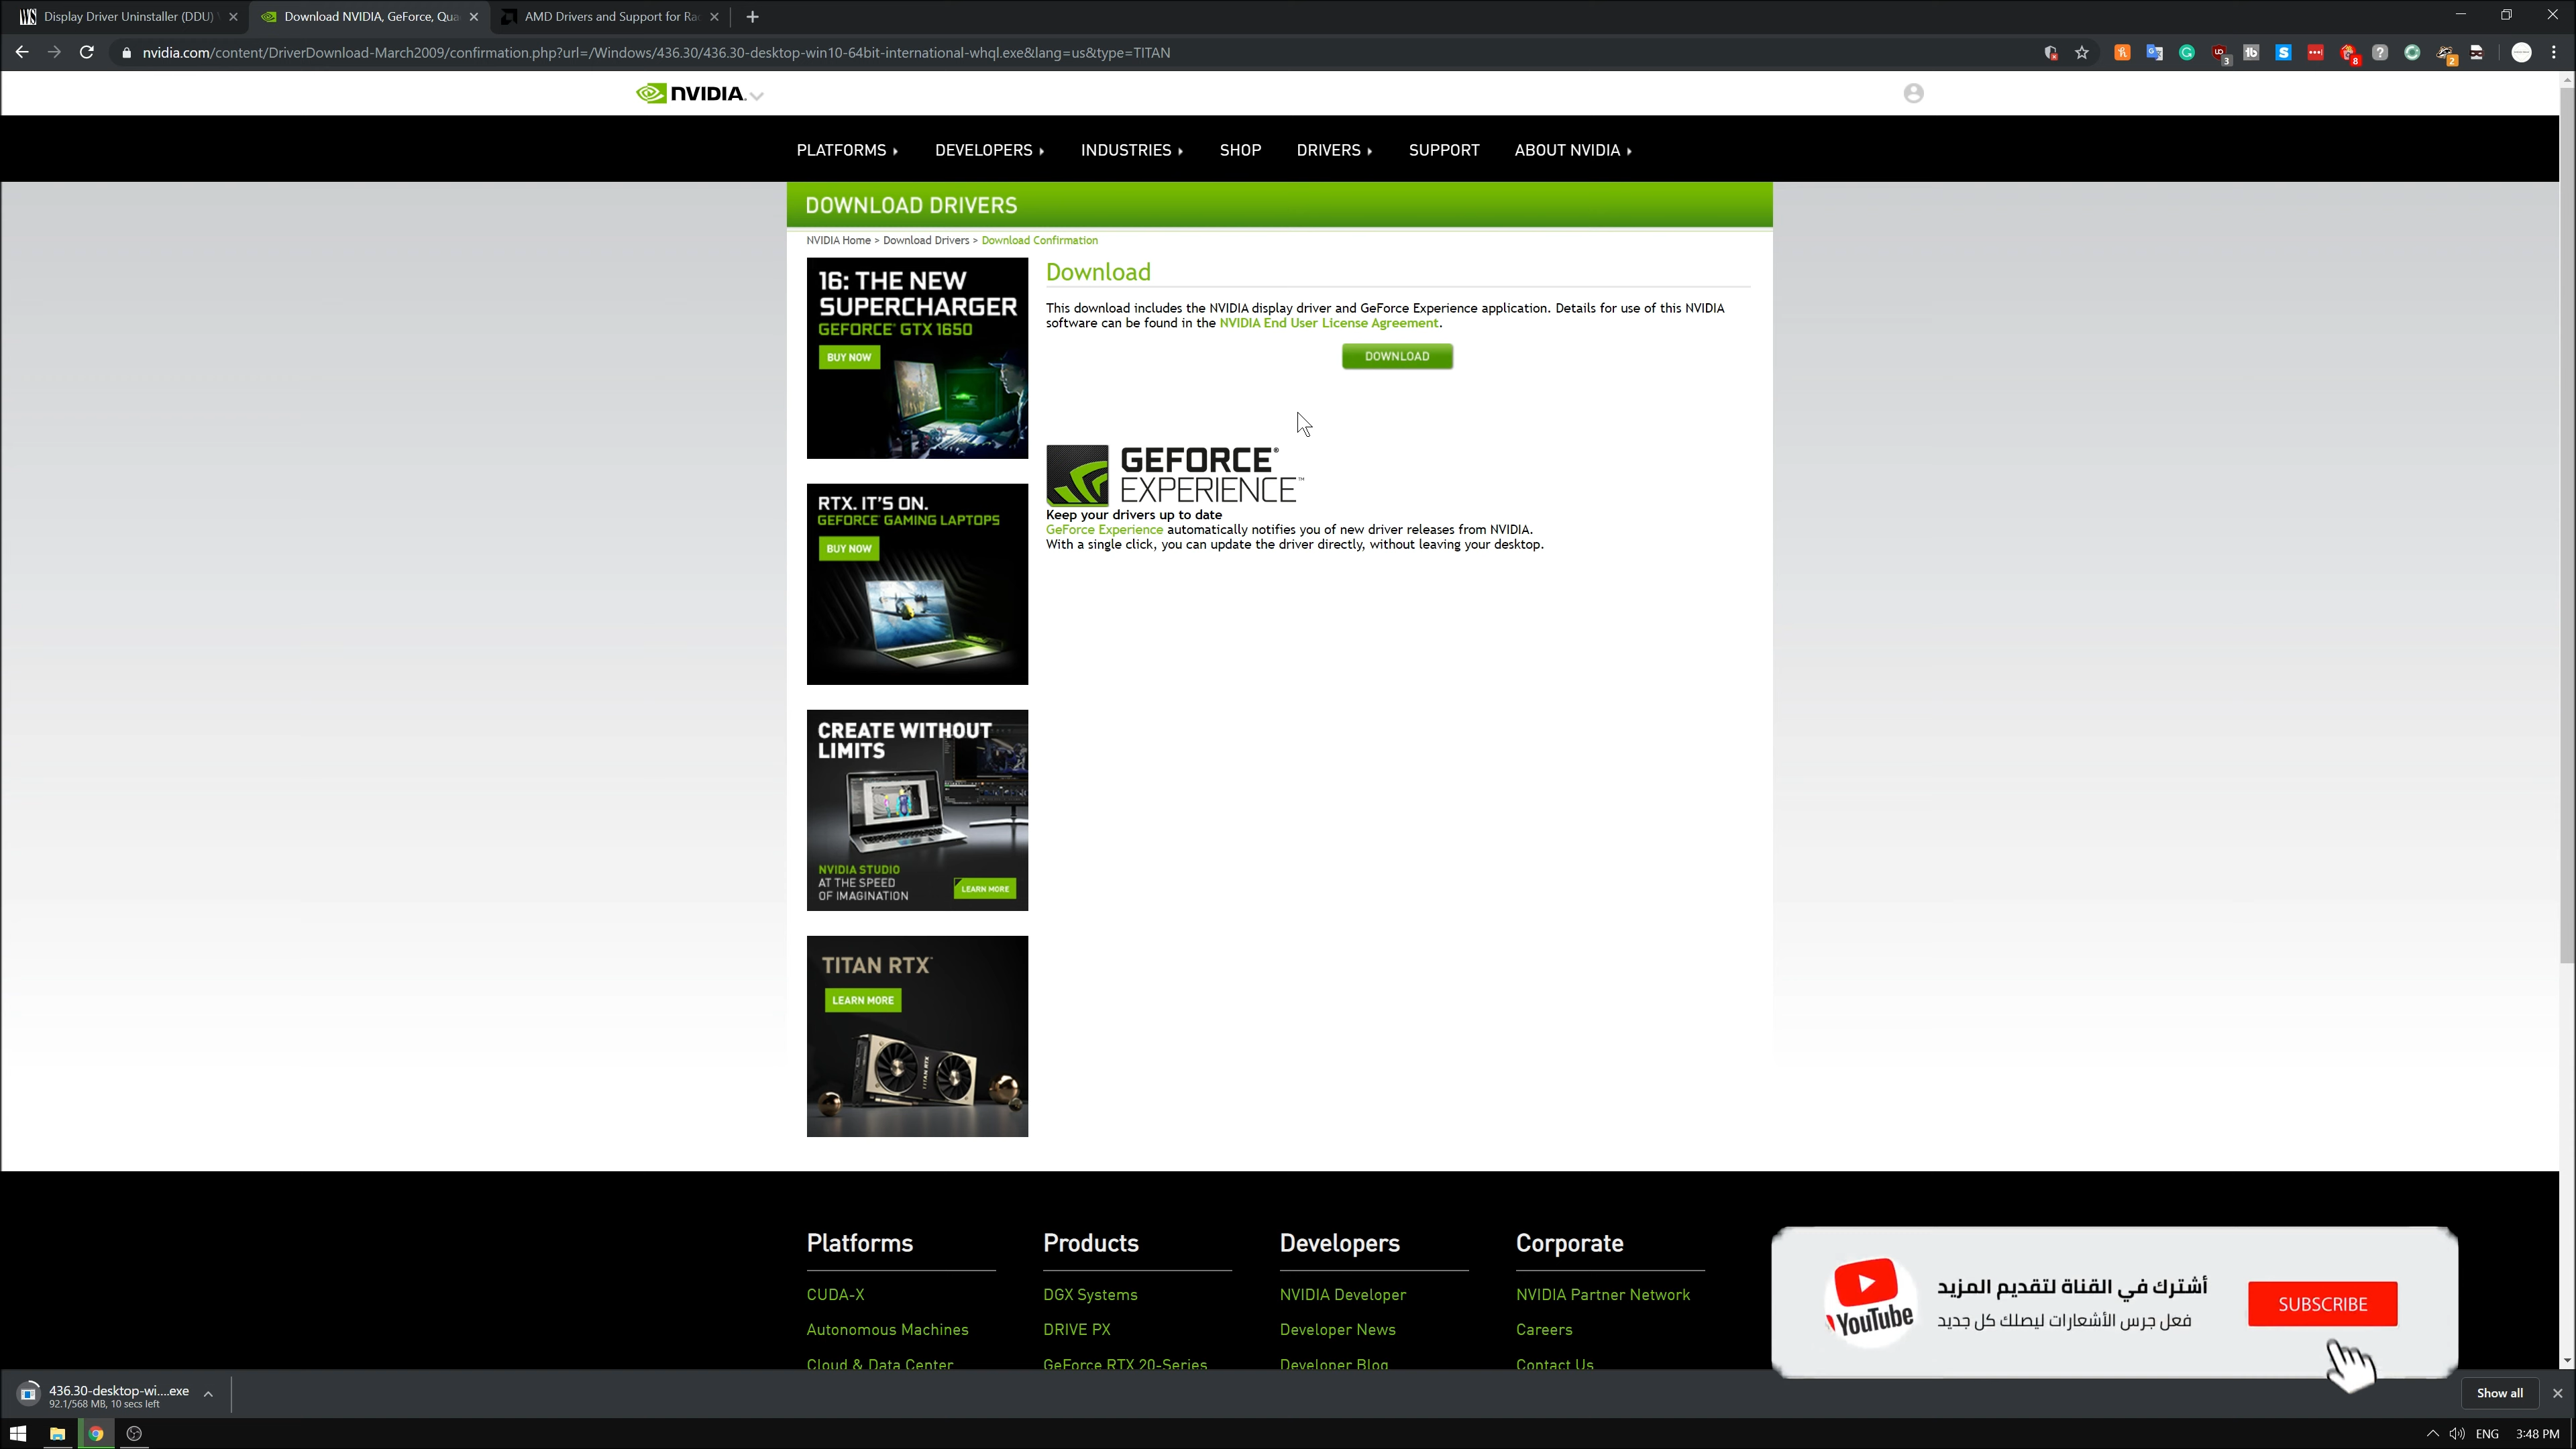 Display Driver Uninstaller (DDU)
Download NVIDIA, GeForce, Qua
AMD Drivers and Support for Ra
nvidia.com/content/DriverDownload-March2009/confirmation.php?url=/Windows/436.30/436.30-desktop-win10-64bit-international-whql.exe&lang=us&type=TITAN
NVIDIA.
PLATFORMS
DEVELOPERS
INDUSTRIES
SHOP
DRIVERS
SUPPORT
ABOUT NVIDIA
DOWNLOAD DRIVERS
NVIDIA Home > Download Drivers > Download Confirmation
16: THE NEW
SUPERCHARGER
GEFORCE® GTX 1650
BUY NOW
RTX. IT'S ON.
GEFORCE® GAMING LAPTOPS
BUY NOW
CREATE WITHOUT
LIMITS
NVIDIA STUDIO
AT THE SPEED
OF IMAGINATION
LEARN MORE
TITAN RTX™
LEARN MORE
TITAN RTX
Download
This download includes the NVIDIA display driver and GeForce Experience application. Details for use of this NVIDIA
software can be found in the NVIDIA End User License Agreement.
DOWNLOAD
GEFORCE®
EXPERIENCE™
Keep your drivers up to date
GeForce Experience automatically notifies you of new driver releases from NVIDIA.
With a single click, you can update the driver directly, without leaving your desktop.
Platforms
CUDA-X
Autonomous Machines
Cloud & Data Center
Products
DGX Systems
DRIVE PX
GeForce RTX 20-Series
Developers
NVIDIA Developer
Developer News
Developer Blog
Corporate
NVIDIA Partner Network
Careers
Contact Us
YouTube
أشترك في القناة لتقديم المزيد
فعل جرس الأشعارات ليصلك كل جديد
SUBSCRIBE
436.30-desktop-wi....exe
92.1/568 MB, 10 secs left
Show all
ENG
3:48 PM